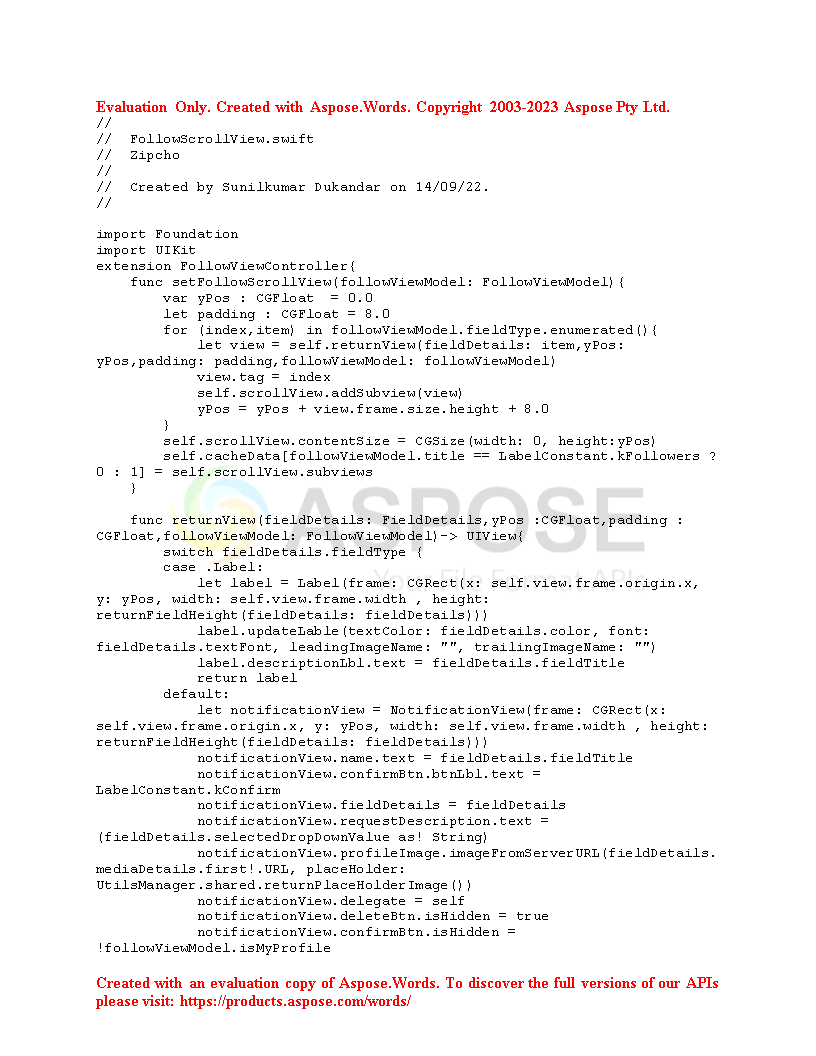 Evaluation Only. Created with Aspose.Words. Copyright 2003-2023 Aspose Pty Ltd.
//
//  FollowScrollView.swift
//  Zipcho
//
//  Created by Sunilkumar Dukandar on 14/09/22.
//

import Foundation
import UIKit
extension FollowViewController{
    func setFollowScrollView(followViewModel: FollowViewModel){
        var yPos : CGFloat  = 0.0
        let padding : CGFloat = 8.0
        for (index,item) in followViewModel.fieldType.enumerated(){
            let view = self.returnView(fieldDetails: item,yPos:
yPos,padding: padding,followViewModel: followViewModel)
            view.tag = index
            self.scrollView.addSubview(view)
            yPos = yPos + view.frame.size.height + 8.0
        }
        self.scrollView.contentSize = CGSize(width: 0, height:yPos)
        self.cacheData[followViewModel.title == LabelConstant.kFollowers ?
0 : 1] = self.scrollView.subviews
    }

ASPOSE
    func returnView(fieldDetails: FieldDetails,yPos :CGFloat,padding :
CGFloat,followViewModel: FollowViewModel)-> UIView{
        switch fieldDetails.fieldType {
        case .Label:
Your File Format APIs
            let label = Label(frame: CGRect(x: self.view.frame.origin.x,
y: yPos, width: self.view.frame.width , height:
returnFieldHeight(fieldDetails: fieldDetails)))
            label.updateLable(textColor: fieldDetails.color, font:
fieldDetails.textFont, leadingImageName: "", trailingImageName: "")
            label.descriptionLbl.text = fieldDetails.fieldTitle
            return label
        default:
            let notificationView = NotificationView(frame: CGRect(x:
self.view.frame.origin.x, y: yPos, width: self.view.frame.width , height:
returnFieldHeight(fieldDetails: fieldDetails)))
            notificationView.name.text = fieldDetails.fieldTitle
            notificationView.confirmBtn.btnLbl.text =
LabelConstant.kConfirm
            notificationView.fieldDetails = fieldDetails
            notificationView.requestDescription.text =
(fieldDetails.selectedDropDownValue as! String)
            notificationView.profileImage.imageFromServerURL(fieldDetails.
mediaDetails.first!.URL, placeHolder:
UtilsManager.shared.returnPlaceHolderImage())
            notificationView.delegate = self
            notificationView.deleteBtn.isHidden = true
            notificationView.confirmBtn.isHidden =
!followViewModel.isMyProfile

Created with an evaluation copy of Aspose.Words. To discover the full versions of our APIs
please visit: https://products.aspose.com/words/